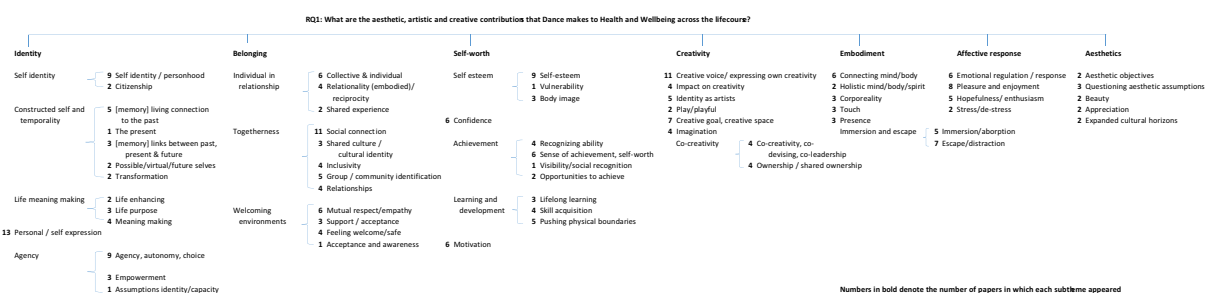 RQ1: What are the aesthetic, artistic and creative contributions that Dance makes to Health and Wellbeing across the lifecoure?
Identity
Self identity
9 Self identity / personhood
2 Citizenship
Constructed self and
temporality
5 [memory] living connection
to the past
1 The present
3 [memory] links between past,
present & future
2 Possible/virtual/future selves
2 Transformation
Life meaning making
2 Life enhancing
3 Life purpose
4 Meaning making
13 Personal / self expression
Agency
9 Agency, autonomy, choice
3 Empowerment
1 Assumptions identity/capacity
Belonging
Individual in
relationship
6 Collective & individual
4 Relationality (embodied)/
reciprocity
2 Shared experience
Togetherness
11 Social connection
3 Shared culture /
cultural identity
4 Inclusivity
5 Group / community identification
4 Relationships
Welcoming
environments
6 Mutual respect/empathy
3 Support / acceptance
4 Feeling welcome/safe
1 Acceptance and awareness
Self-worth
Self esteem
9 Self-esteem
1 Vulnerability
3 Body image
6 Confidence
Achievement
4 Recognizing ability
6 Sense of achievement, self-worth
1 Visibility/social recognition
2 Opportunities to achieve
Learning and
development
3 Lifelong learning
4 Skill acquisition
5 Pushing physical boundaries
6 Motivation
Creativity
11 Creative voice/ expressing own creativity
4 Impact on creativity
5 Identity as artists
2 Play/playful
7 Creative goal, creative space
4 Imagination
Co-creativity
4 Co-creativity, co-
devising, co-leadership
4 Ownership / shared ownership
Embodiment
6 Connecting mind/body
2 Holistic mind/body/spirit
3 Corporeality
3 Touch
3 Presence
Immersion and escape
5 Immersion/aborption
7 Escape/distraction
Affective response
6 Emotional regulation / response
8 Pleasure and enjoyment
5 Hopefulness/ enthusiasm
2 Stress/de-stress
Aesthetics
2 Aesthetic objectives
3 Questioning aesthetic assumptions
2 Beauty
2 Appreciation
2 Expanded cultural horizons
Numbers in bold denote the number of papers in which each subtheme appeared